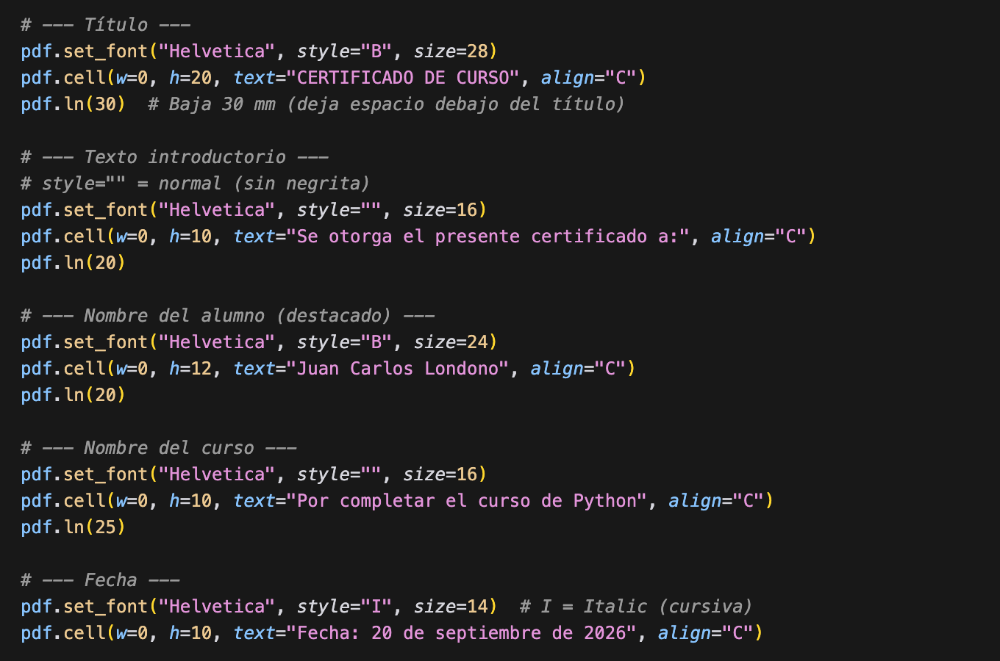 # --- Título ---
pdf.set_font("Helvetica", style="B", size=28)
pdf.cell(w=0, h=20, text="CERTIFICADO DE CURSO", align="C")
pdf.ln(30)  # Baja 30 mm (deja espacio debajo del título)

# --- Texto introductorio ---
# style="" = normal (sin negrita)
pdf.set_font("Helvetica", style="", size=16)
pdf.cell(w=0, h=10, text="Se otorga el presente certificado a:", align="C")
pdf.ln(20)

# --- Nombre del alumno (destacado) ---
pdf.set_font("Helvetica", style="B", size=24)
pdf.cell(w=0, h=12, text="Juan Carlos Londono", align="C")
pdf.ln(20)

# --- Nombre del curso ---
pdf.set_font("Helvetica", style="", size=16)
pdf.cell(w=0, h=10, text="Por completar el curso de Python", align="C")
pdf.ln(25)

# --- Fecha ---
pdf.set_font("Helvetica", style="I", size=14)  # I = Italic (cursiva)
pdf.cell(w=0, h=10, text="Fecha: 20 de septiembre de 2026", align="C")